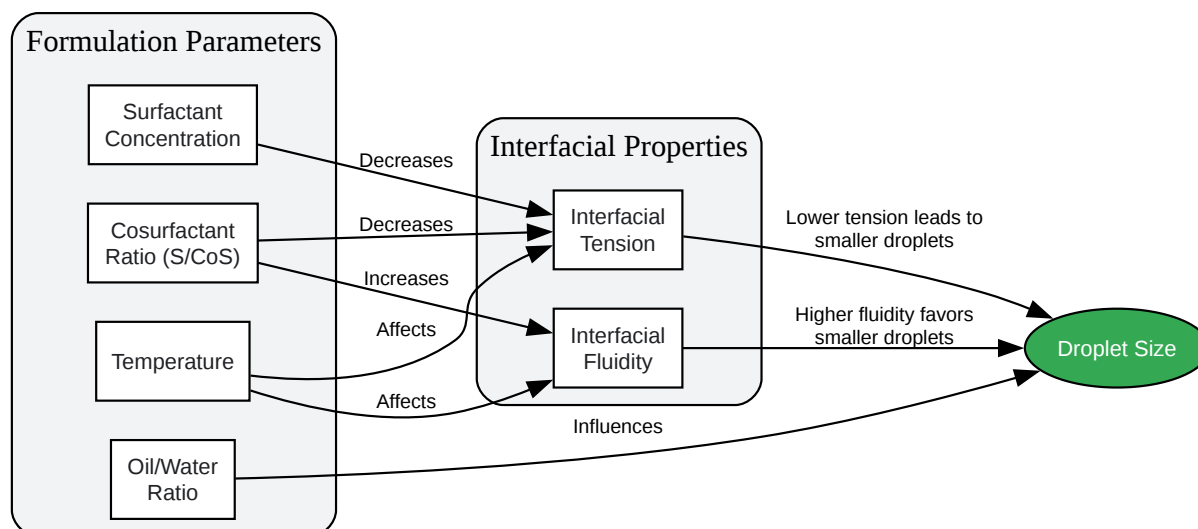 Formulation Parameters
Surfactant
Concentration
Cosurfactant
Ratio (S/CoS)
Temperature
Oil/Water
Ratio
Decreases
Decreases
Increases
Affects
Affects
Influences
Interfacial Properties
Interfacial
Tension
Interfacial
Fluidity
Lower tension leads to
smaller droplets
Higher fluidity favors
smaller droplets
Droplet Size